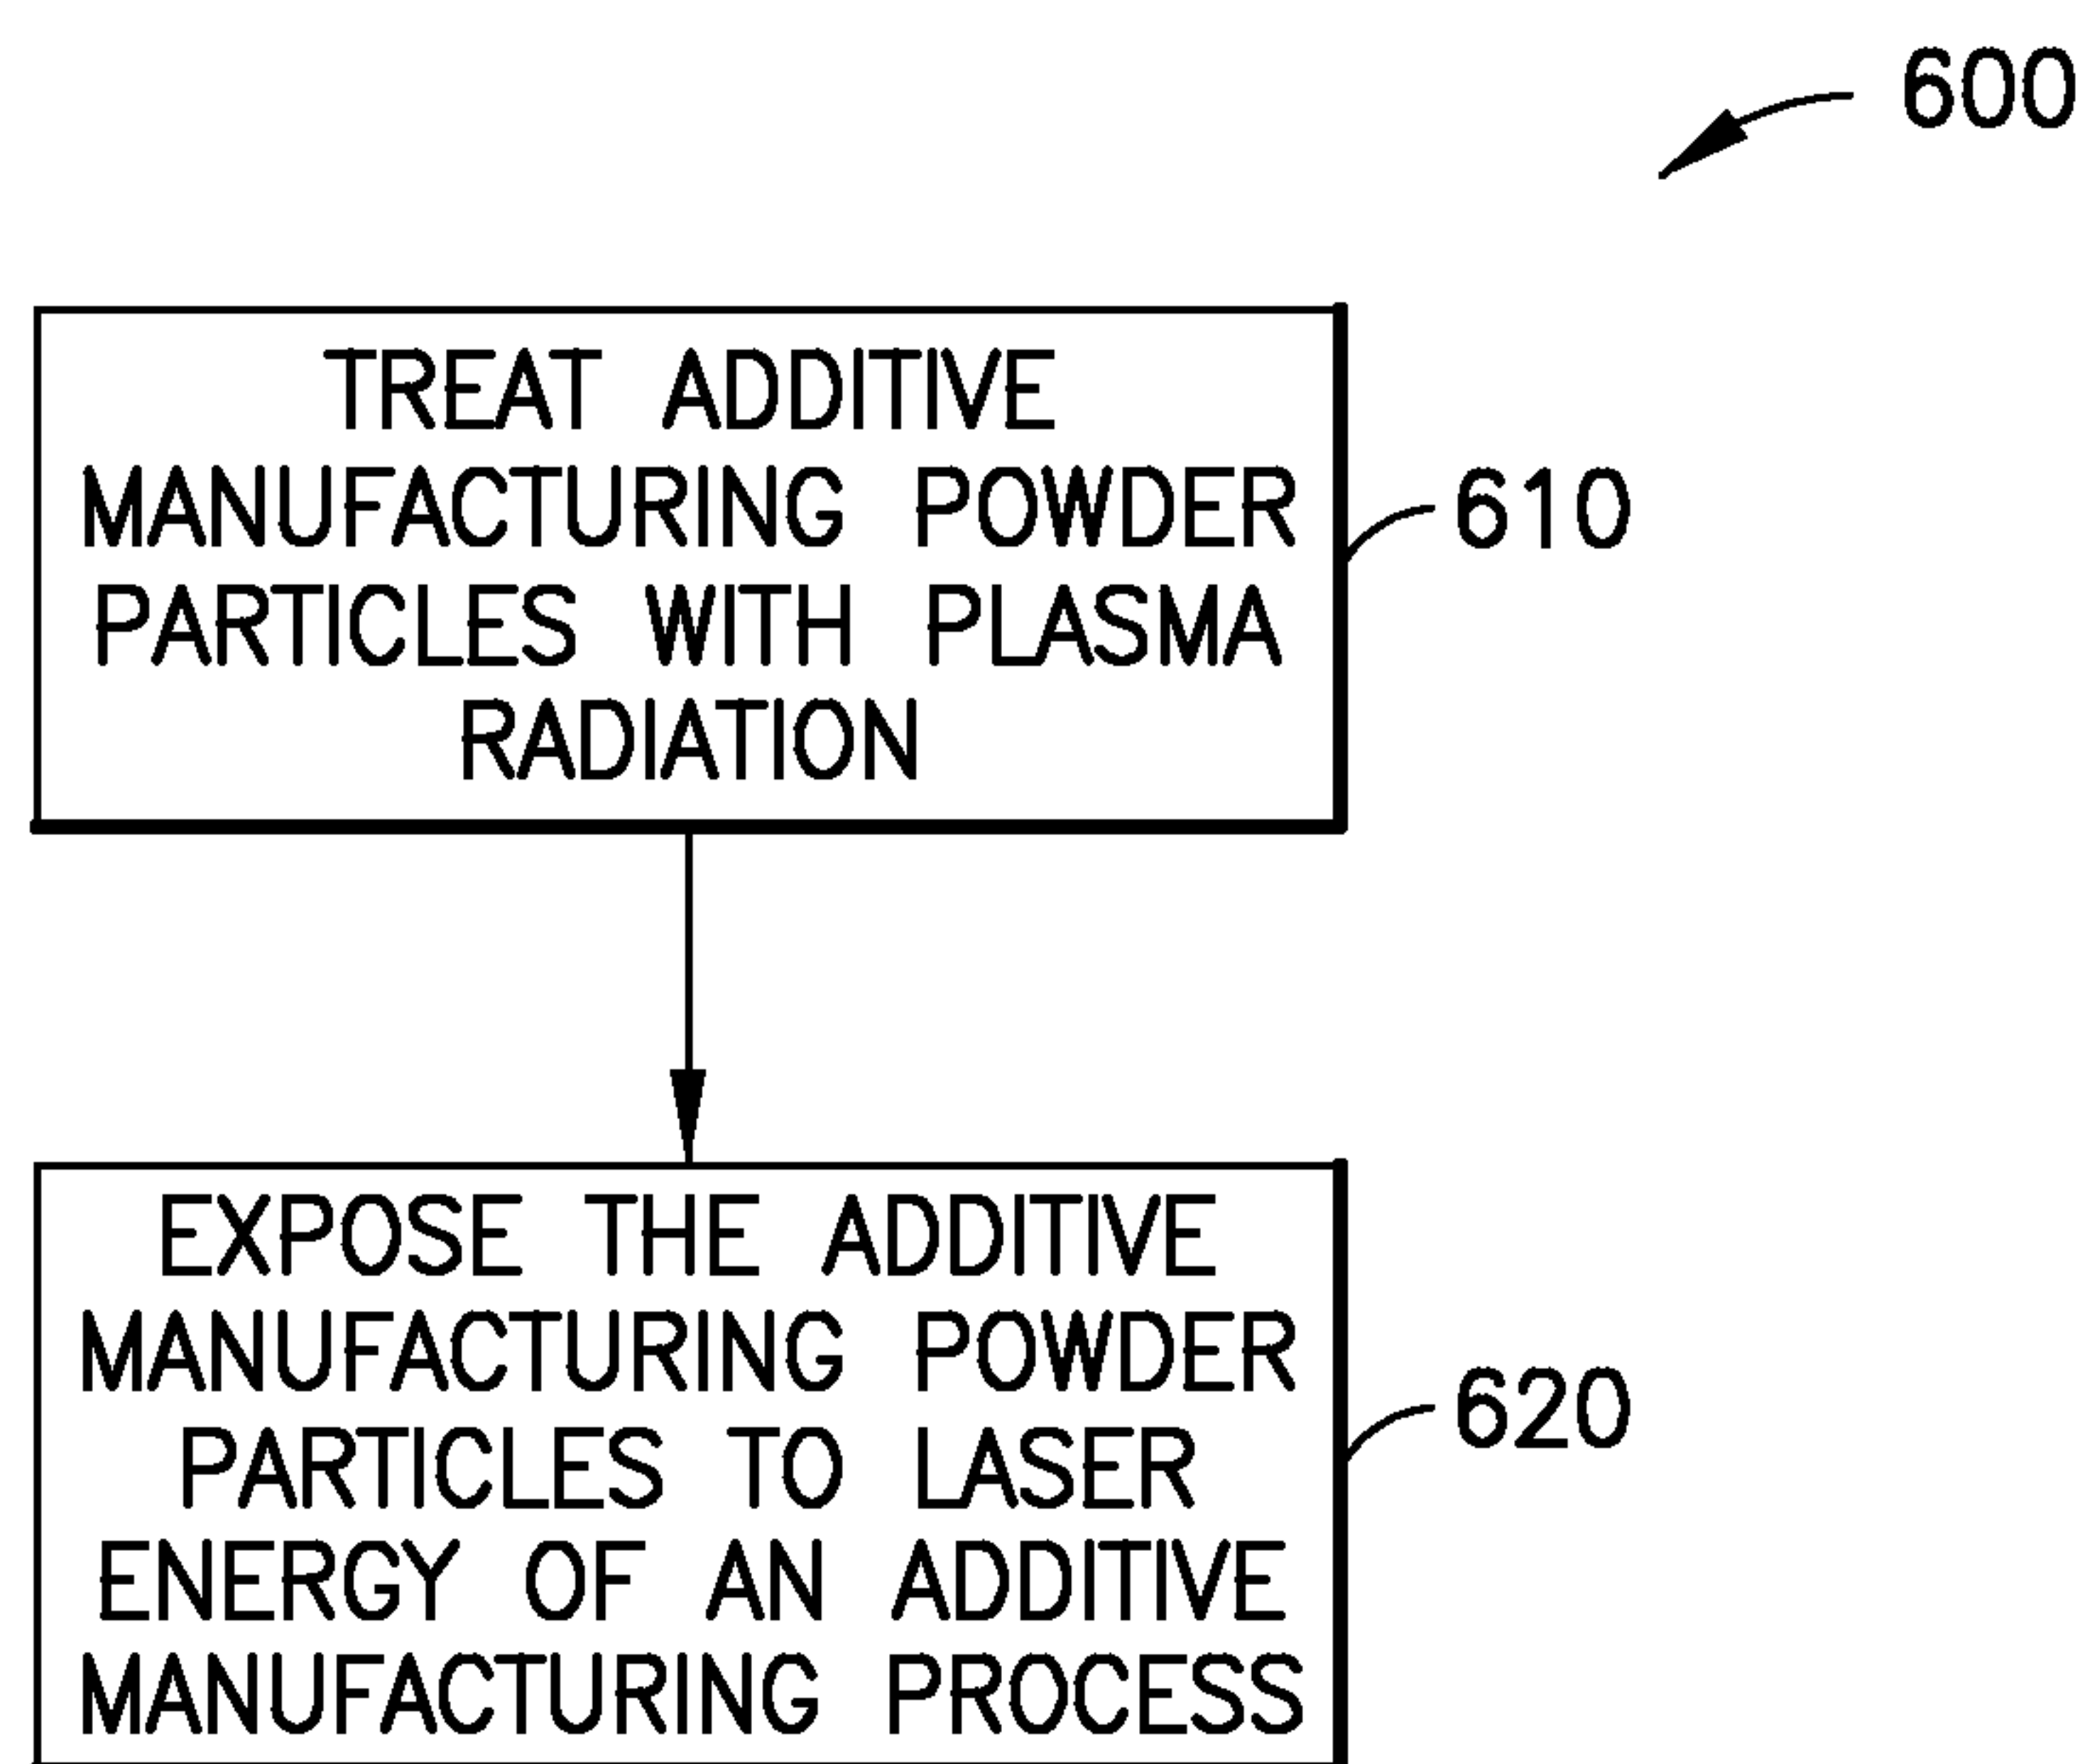 600
TREAT ADDITIVE
MANUFACTURING POWDER
PARTICLES WITH PLASMA
RADIATION
610
EXPOSE THE ADDITIVE
MANUFACTURING POWDER
PARTICLES TO LASER
ENERGY OF AN ADDITIVE
MANUFACTURING PROCESS
620